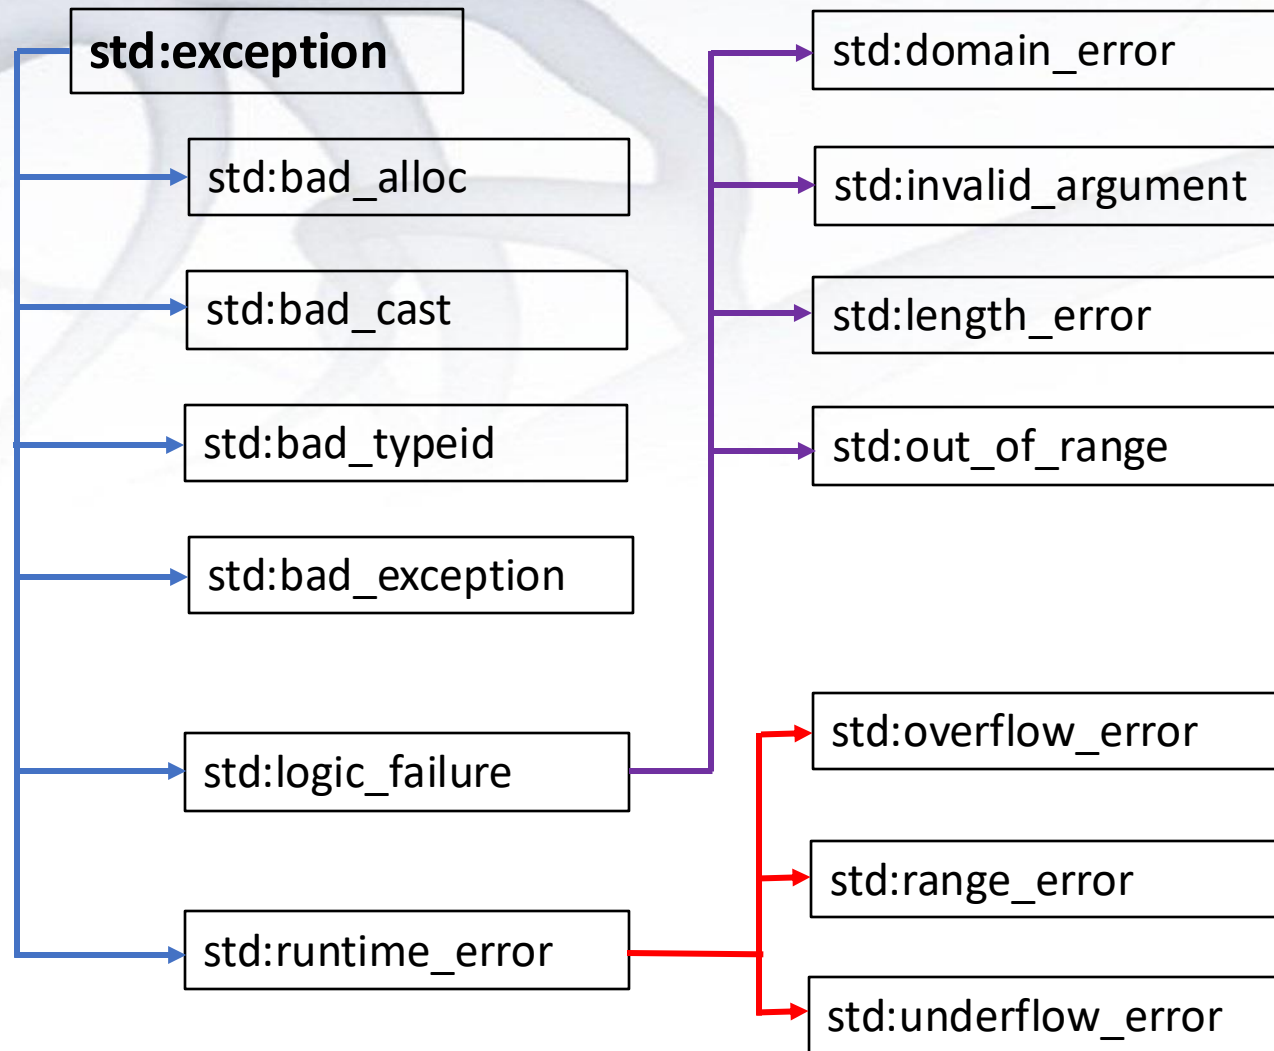 std:exception
std:bad_alloc
std:bad_cast
std:bad_typeid
std:bad_exception
std:logic_failure
std:runtime_error
std:domain_error
std:invalid_argument
std:length_error
std:out_of_range
std:overflow_error
std:range_error
std:underflow_error